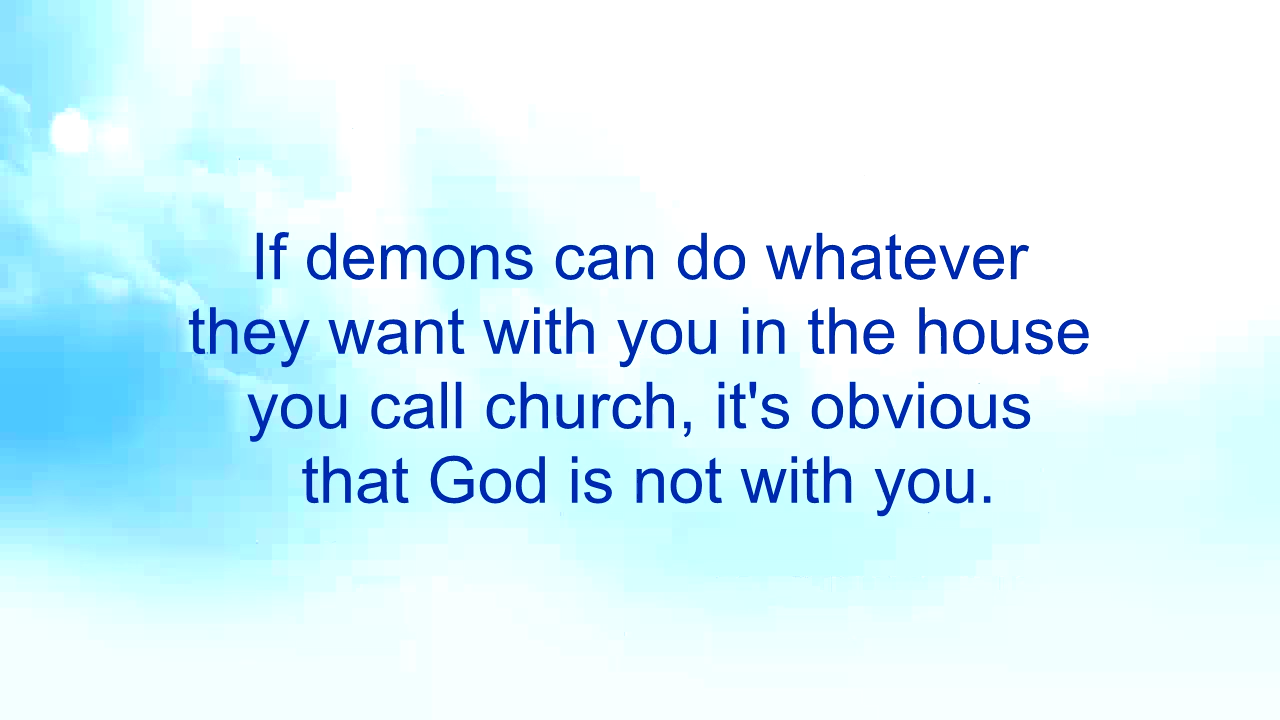 If demons can do whatever
they want with you in the house
you call church, it's obvious
that God is not with you.